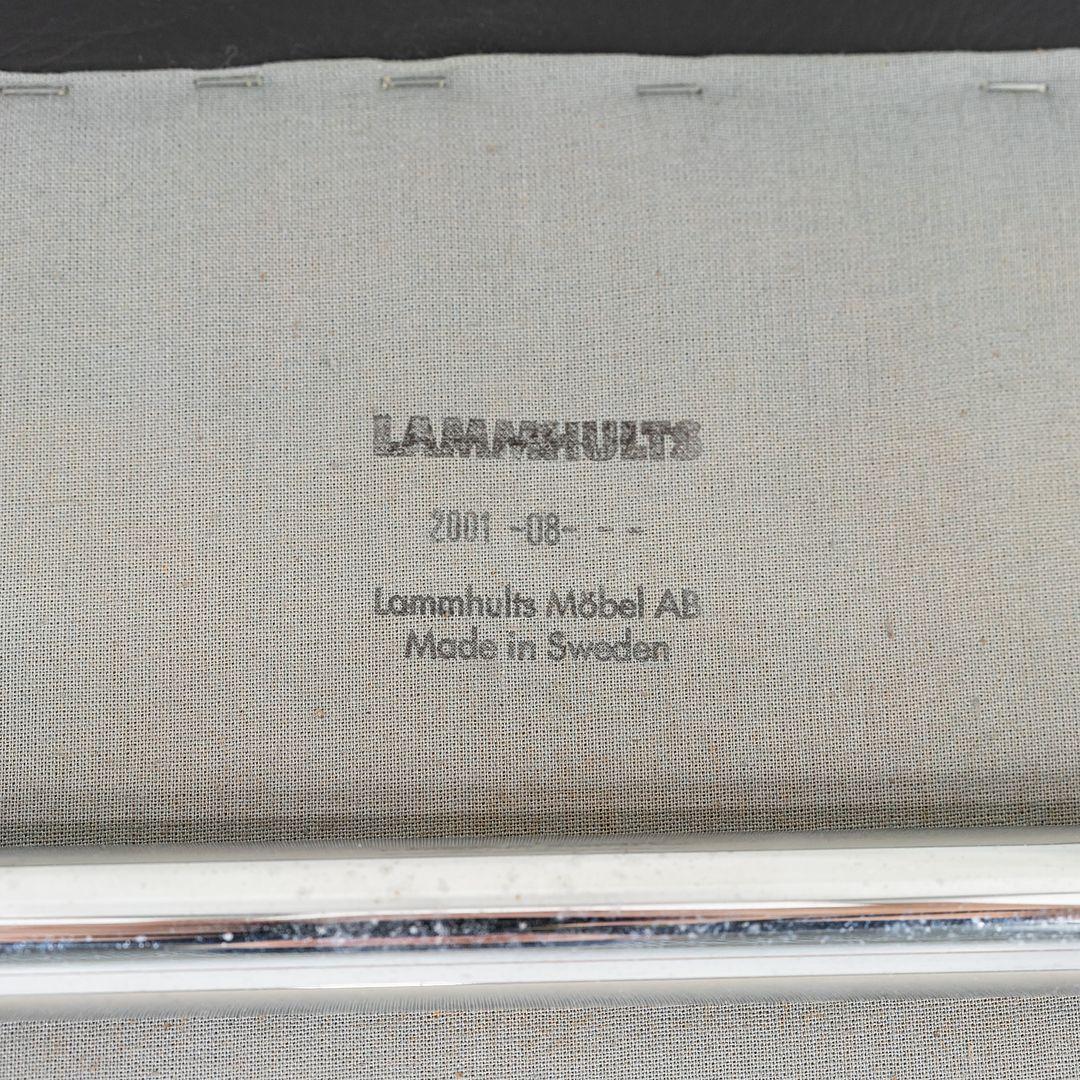 LAMMHULTS
2001 -08- - -
Lammhults Möbel AB
Made in Sweden